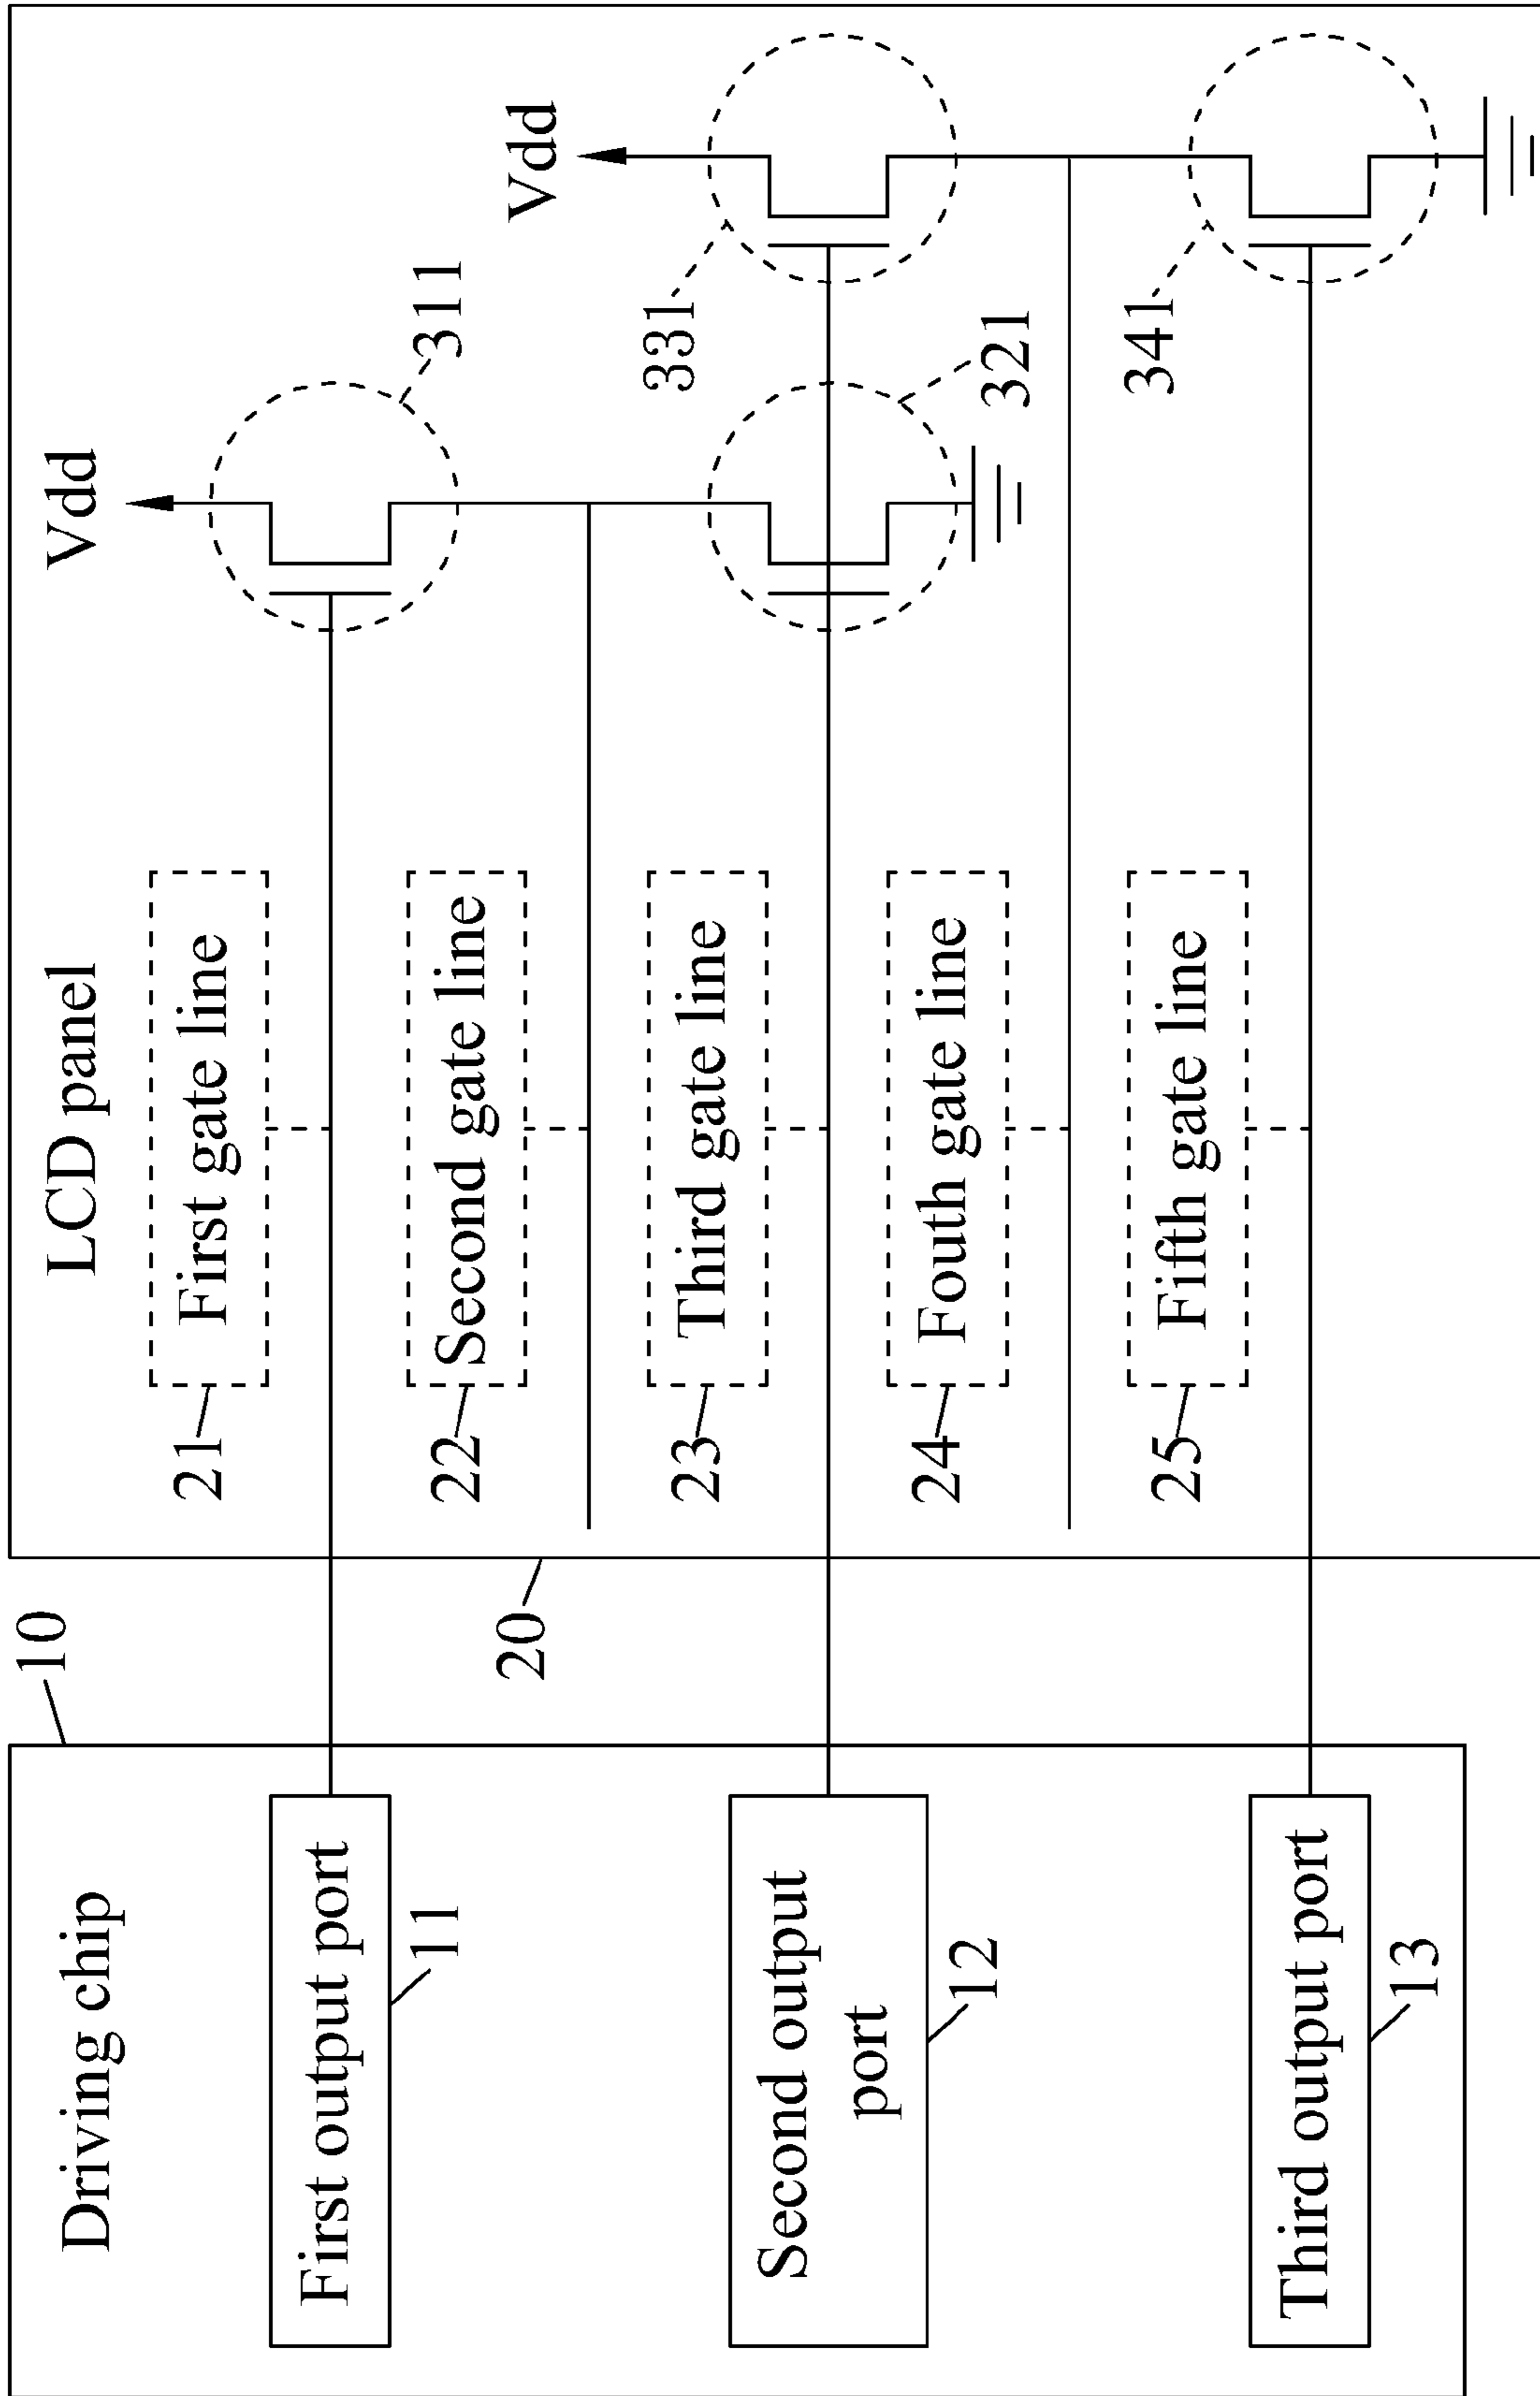 Driving chip
10
First output port
11
Second output
port
12
Third output port
13
LCD panel
20
21
First gate line
22
Second gate line
23
Third gate line
24
Fouth gate line
25
Fifth gate line
Vdd
311
321
Vdd
331
341